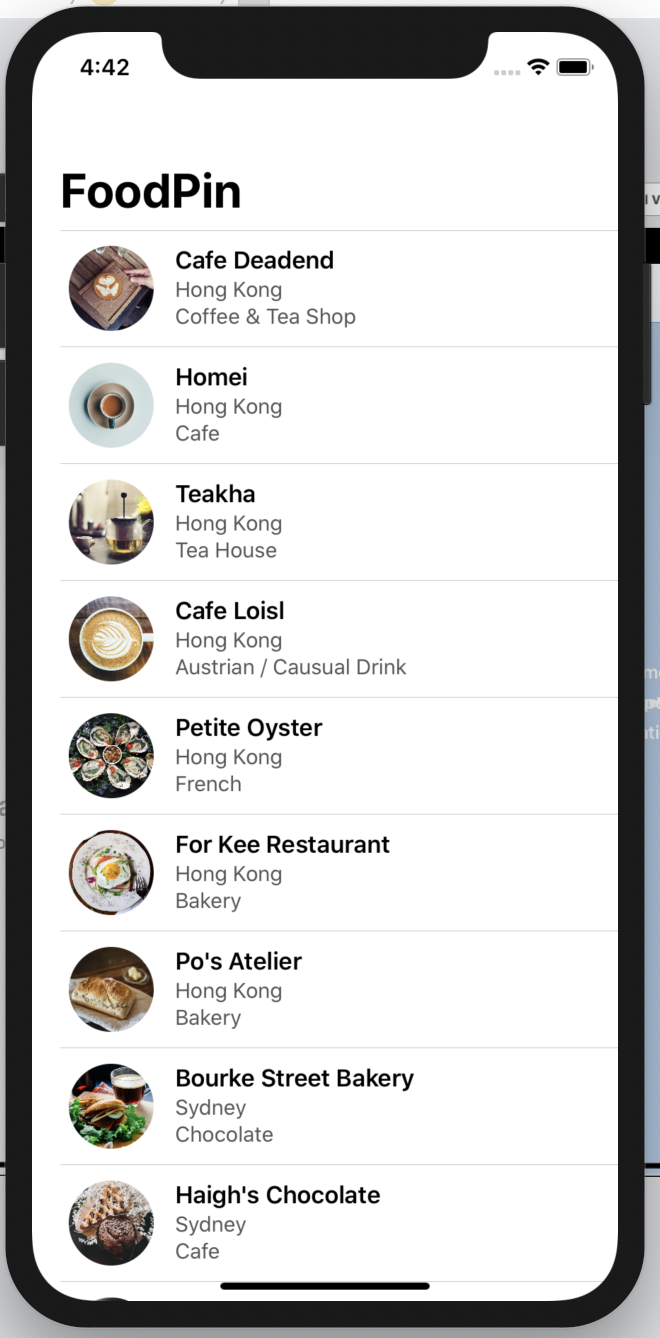 4:42
FoodPin
Cafe Deadend
Hong Kong
Coffee & Tea Shop
Homei
Hong Kong
Cafe
Teakha
Hong Kong
Tea House
Cafe Loisl
Hong Kong
Austrian / Causual Drink
Petite Oyster
Hong Kong
French
For Kee Restaurant
Hong Kong
Bakery
Po's Atelier
Hong Kong
Bakery
Bourke Street Bakery
Sydney
Chocolate
Haigh's Chocolate
Sydney
Cafe